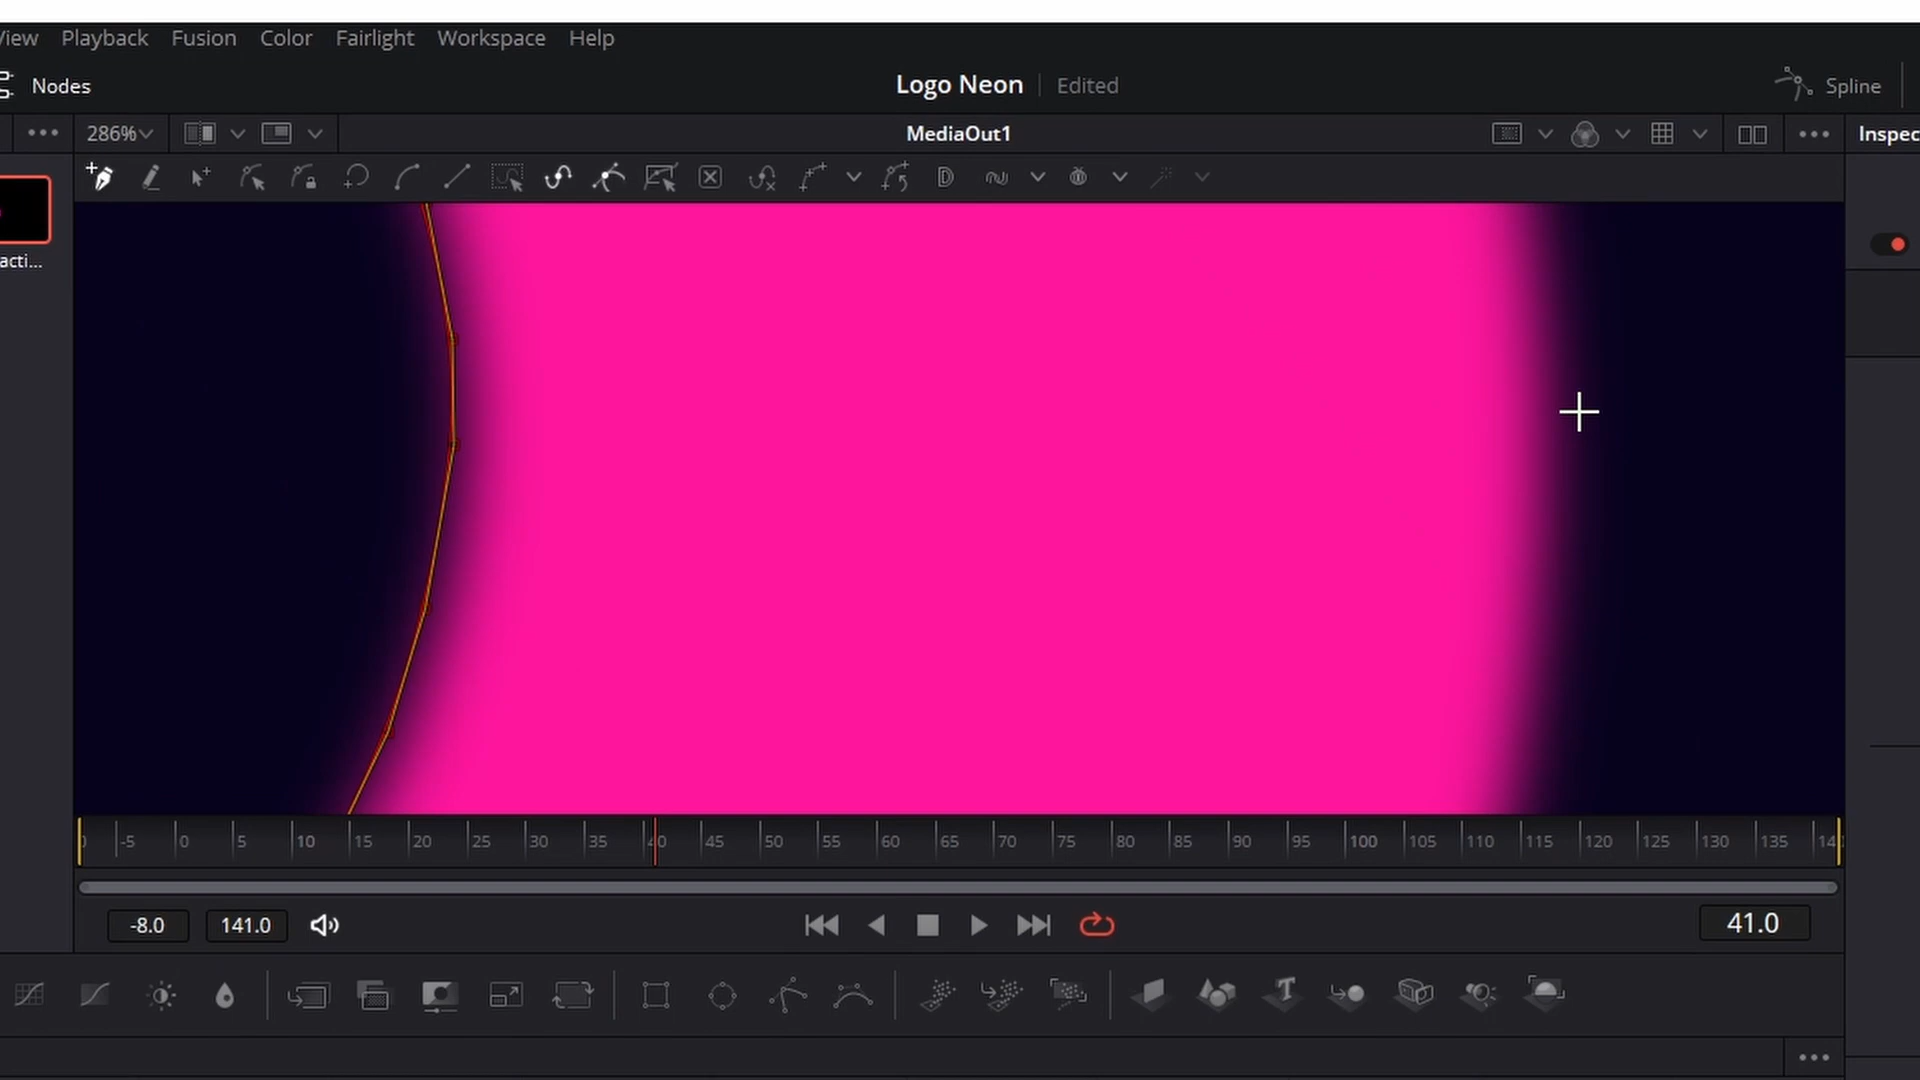 View Playback Fusion Color Fairlight Workspace Help
Nodes Logo Neon Edited Spline
286% MediaOut1 Inspec
acti...
-5 0 5 10 15 20 25 30 35 40 45 50 55 60 65 70 75 80 85 90 95 100 105 110 115 120 125 130 135 14
-8.0 141.0 41.0